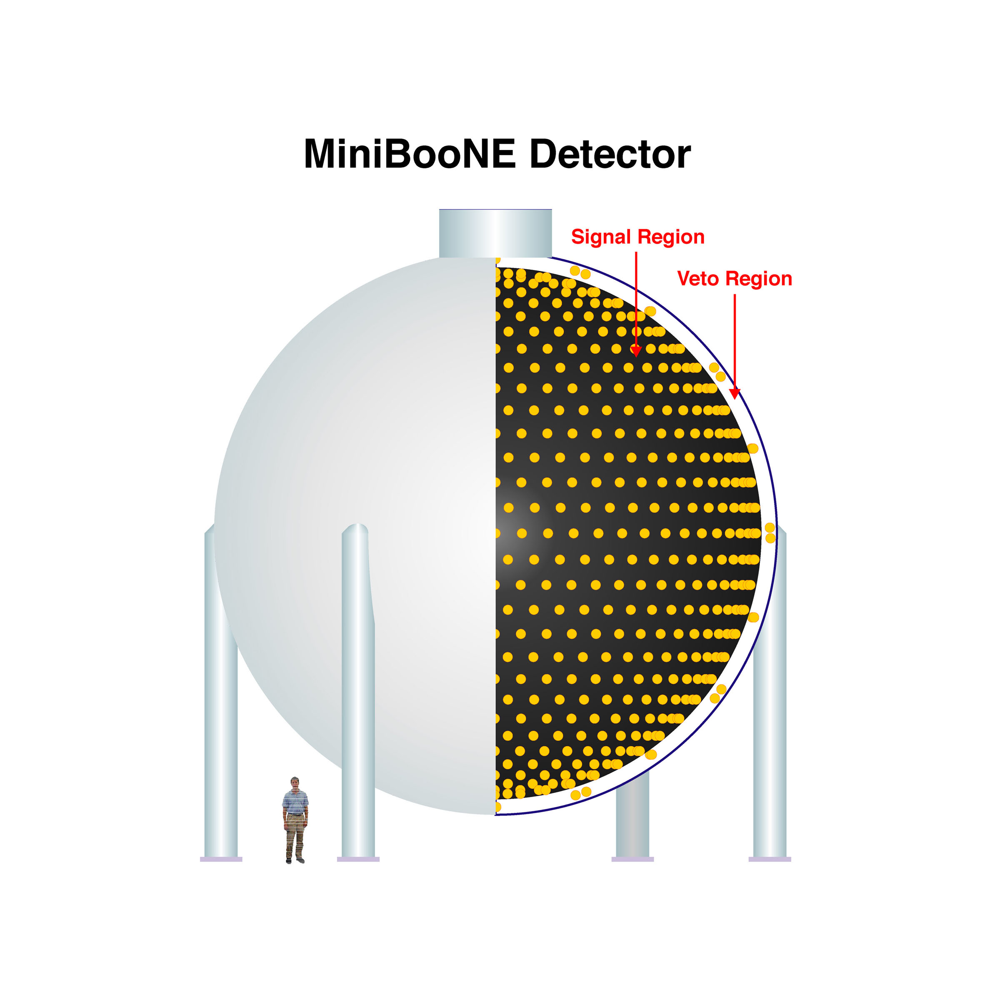 MiniBooNE Detector
Signal Region
Veto Region